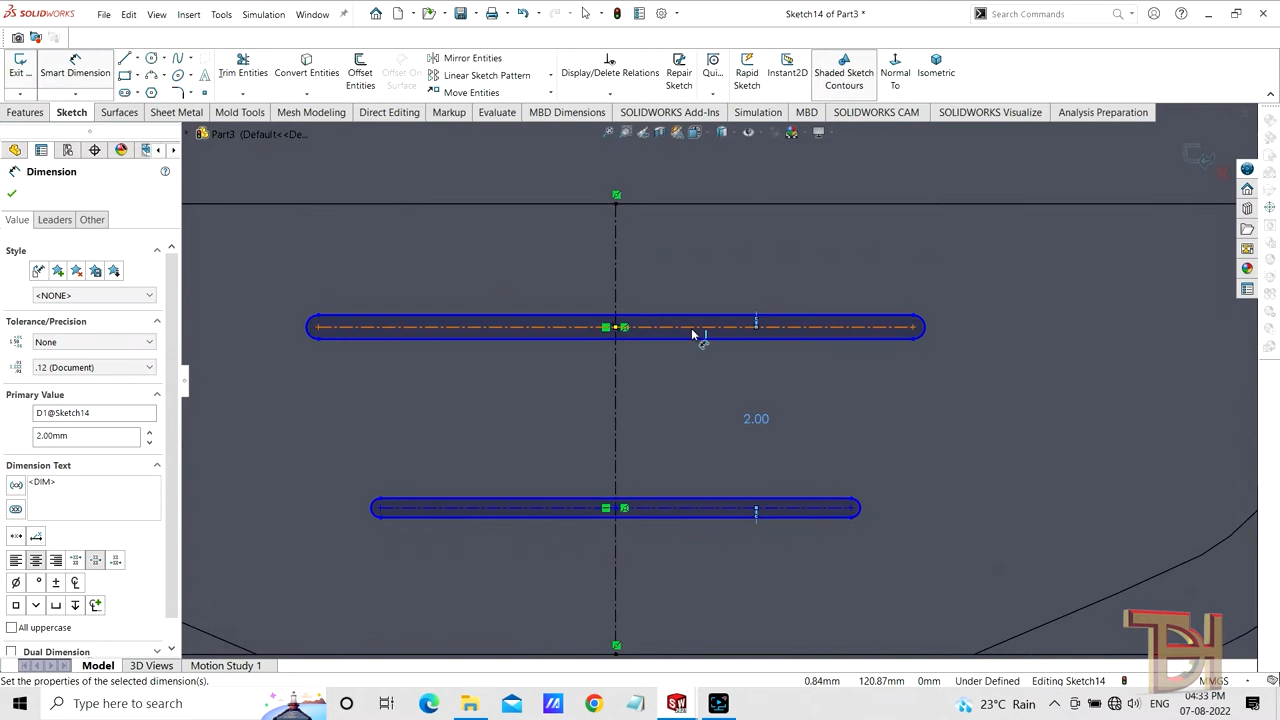 SOLIDWORKS
File Edit View Insert Tools Simulation Window
Sketch14 of Part3 *
Search Commands
Exit ...
Smart Dimension
Trim Entities
Convert Entities
Offset Entities
Offset On Surface
Mirror Entities
Linear Sketch Pattern
Move Entities
Display/Delete Relations
Repair Sketch
Qui...
Rapid Sketch
Instant2D
Shaded Sketch Contours
Normal To
Isometric
Features Sketch Surfaces Sheet Metal Mold Tools Mesh Modeling Direct Editing Markup Evaluate MBD Dimensions SOLIDWORKS Add-Ins Simulation MBD SOLIDWORKS CAM SOLIDWORKS Visualize Analysis Preparation
Part3 (Default<<De...
Dimension
Value Leaders Other
Style
<NONE>
Tolerance/Precision
None
.12 (Document)
Primary Value
D1@Sketch14
2.00mm
Dimension Text
<DIM>
All uppercase
Dual Dimension
2.00
Model 3D Views Motion Study 1
Set the properties of the selected dimension(s).
0.84mm 120.87mm 0mm Under Defined Editing Sketch14 MMGS
Type here to search
23°C Rain
ENG
04:33 PM
07-08-2022